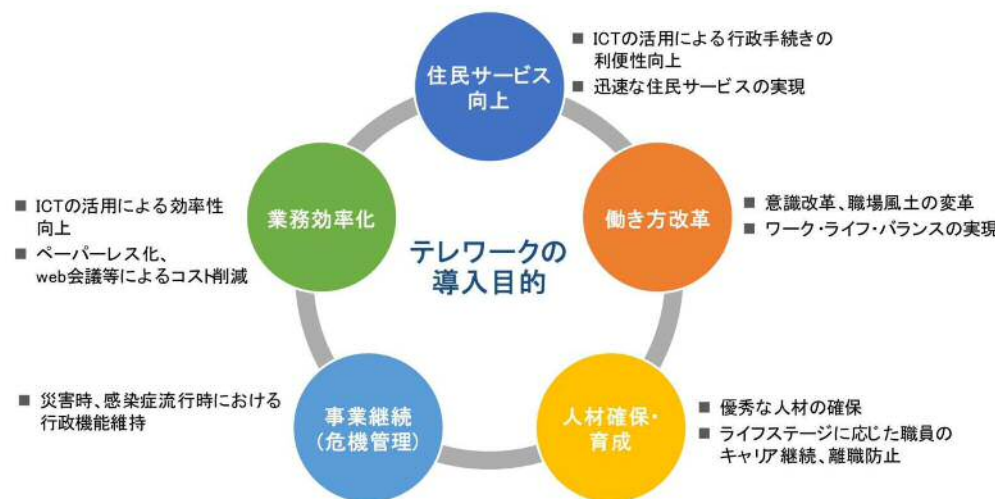 住民サービス
向上
■ ICTの活用による行政手続きの
利便性向上
■ 迅速な住民サービスの実現
働き方改革
■ 意識改革、職場風土の変革
■ ワーク・ライフ・バランスの実現
人材確保・
育成
■ 優秀な人材の確保
■ ライフステージに応じた職員の
キャリア継続、離職防止
事業継続
(危機管理)
■ 災害時、感染症流行時における
行政機能維持
業務効率化
■ ICTの活用による効率性
向上
■ ペーパーレス化、
web会議等によるコスト削減
テレワークの
導入目的